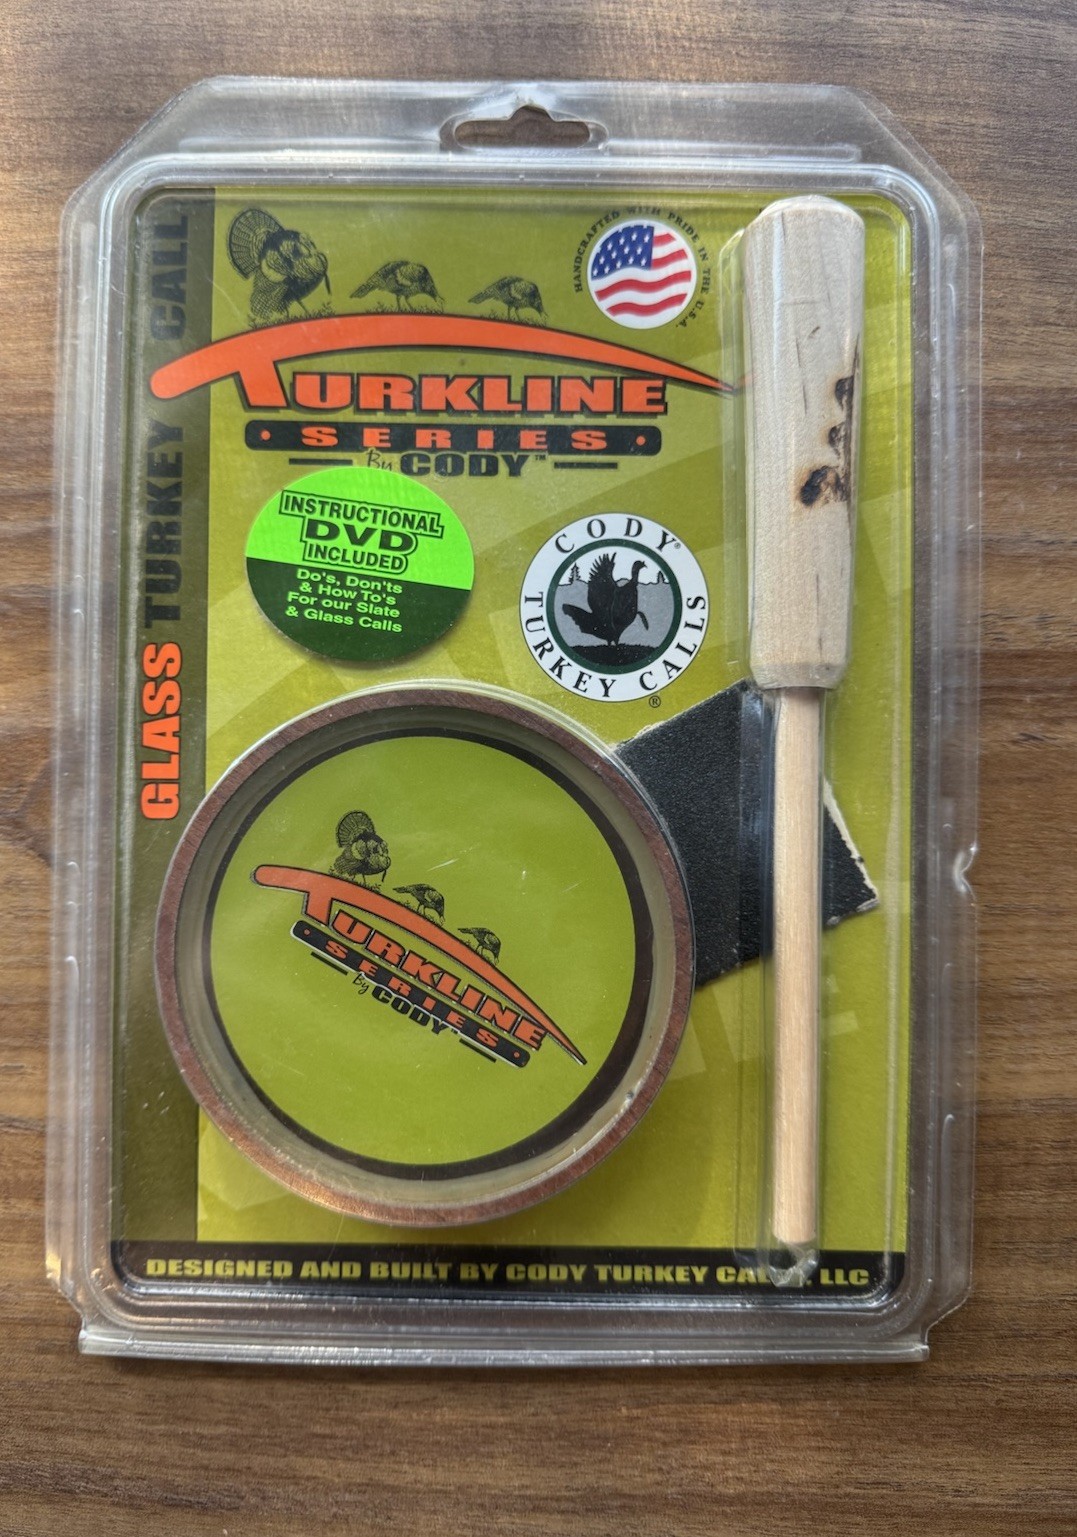 GLASS TURKEY CALL
HANDCRAFTED WITH PRIDE IN THE U.S.A.
TURKLINE
• SERIES •
By CODY™
INSTRUCTIONAL
DVD
INCLUDED
Do's, Don'ts
& How To's
For our Slate
& Glass Calls
CODY®
TURKEY CALLS
®
TURKLINE
• SERIES •
By CODY™
DESIGNED AND BUILT BY CODY TURKEY CALLS, LLC